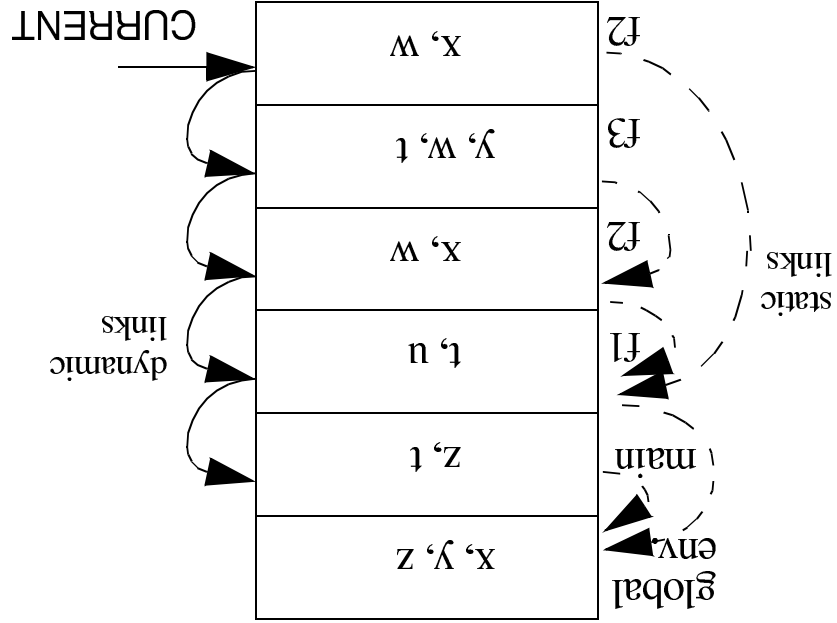 global
env.
x, y, z
main
z, t
f1
t, u
dynamic
links
static
links
f2
x, w
f3
y, w, t
f2
x, w
CURRENT